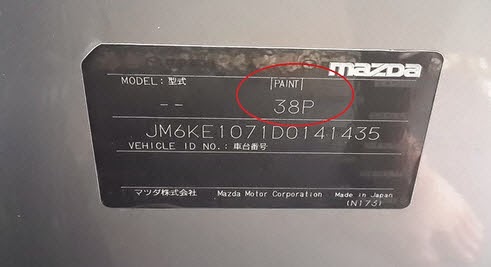 mazda
MODEL: 型式 PAINT
-- 38P
JM6KE1071D0141435
VEHICLE ID NO.: 車台番号
マツダ株式会社 Mazda Motor Corporation Made in Japan
(N173)